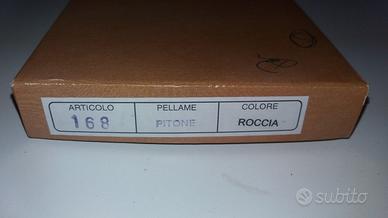 ARTICOLO PELLAME COLORE
168 PITONE ROCCIA
subito